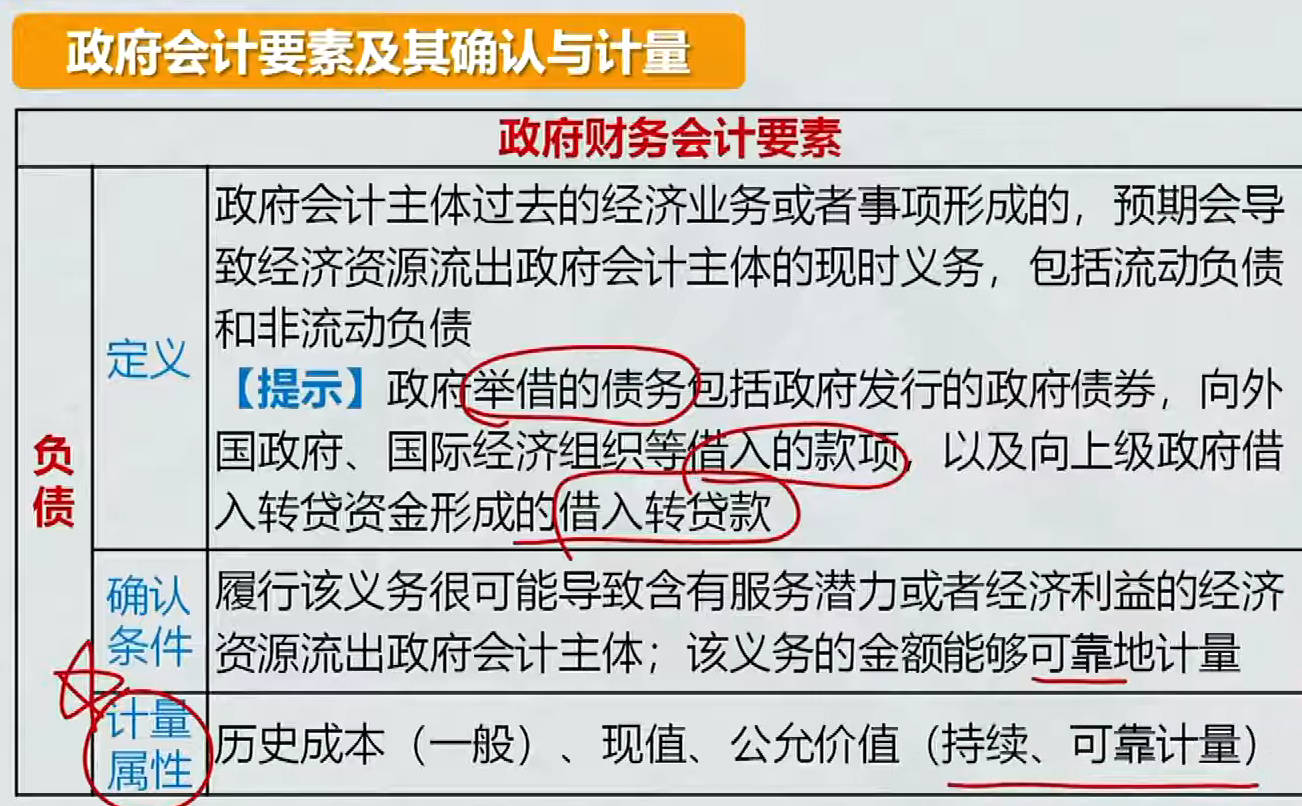 政府会计要素及其确认与计量
政府财务会计要素
负债
定义
政府会计主体过去的经济业务或者事项形成的，预期会导
致经济资源流出政府会计主体的现时义务，包括流动负债
和非流动负债
【提示】政府举借的债务包括政府发行的政府债券，向外
国政府、国际经济组织等借入的款项，以及向上级政府借
入转贷资金形成的借入转贷款
确认
条件
履行该义务很可能导致含有服务潜力或者经济利益的经济
资源流出政府会计主体；该义务的金额能够可靠地计量
计量
属性
历史成本（一般）、现值、公允价值（持续、可靠计量）